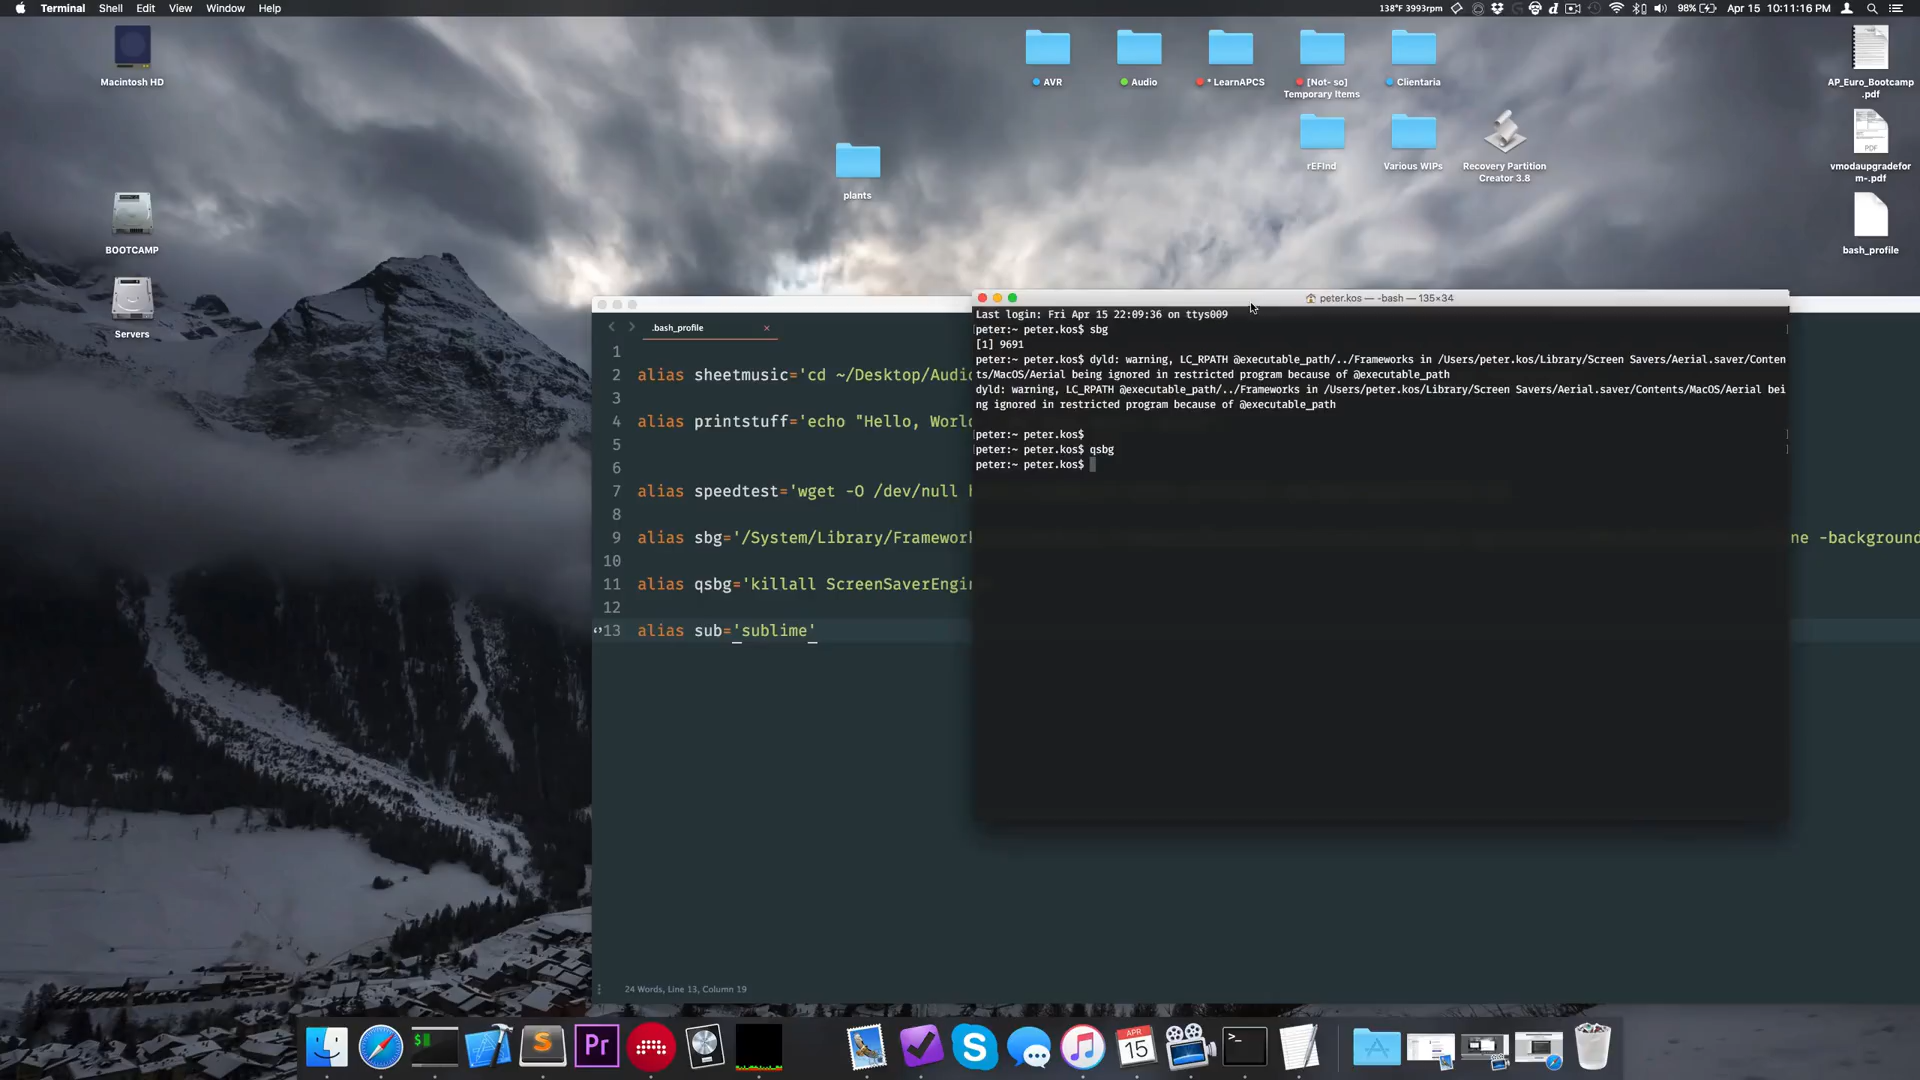 Terminal Shell Edit View Window Help
138°F 3993rpm
98%
Apr 15 10:11:16 PM
Macintosh HD
BOOTCAMP
Servers
plants
AVR
Audio
* LearnAPCS
[Not- so]
Temporary Items
Clientaria
rEFInd
Various WIPs
Recovery Partition
Creator 3.8
AP_Euro_Bootcamp
.pdf
PDF
vmodaupgradefor
m-.pdf
bash_profile
.bash_profile
1
2 alias sheetmusic='cd ~/Desktop/Audio
3
4 alias printstuff='echo "Hello, World
5
6
7 alias speedtest='wget -O /dev/null h
8
9 alias sbg='/System/Library/Framework
ne -background
10
11 alias qsbg='killall ScreenSaverEngin
12
13 alias sub='sublime'
24 Words, Line 13, Column 19
peter.kos — -bash — 135×34
Last login: Fri Apr 15 22:09:36 on ttys009
peter:~ peter.kos$ sbg
[1] 9691
peter:~ peter.kos$ dyld: warning, LC_RPATH @executable_path/../Frameworks in /Users/peter.kos/Library/Screen Savers/Aerial.saver/Conten
ts/MacOS/Aerial being ignored in restricted program because of @executable_path
dyld: warning, LC_RPATH @executable_path/../Frameworks in /Users/peter.kos/Library/Screen Savers/Aerial.saver/Contents/MacOS/Aerial bei
ng ignored in restricted program because of @executable_path
peter:~ peter.kos$
peter:~ peter.kos$ qsbg
peter:~ peter.kos$
$
S
Pr
S
APR
15
>_